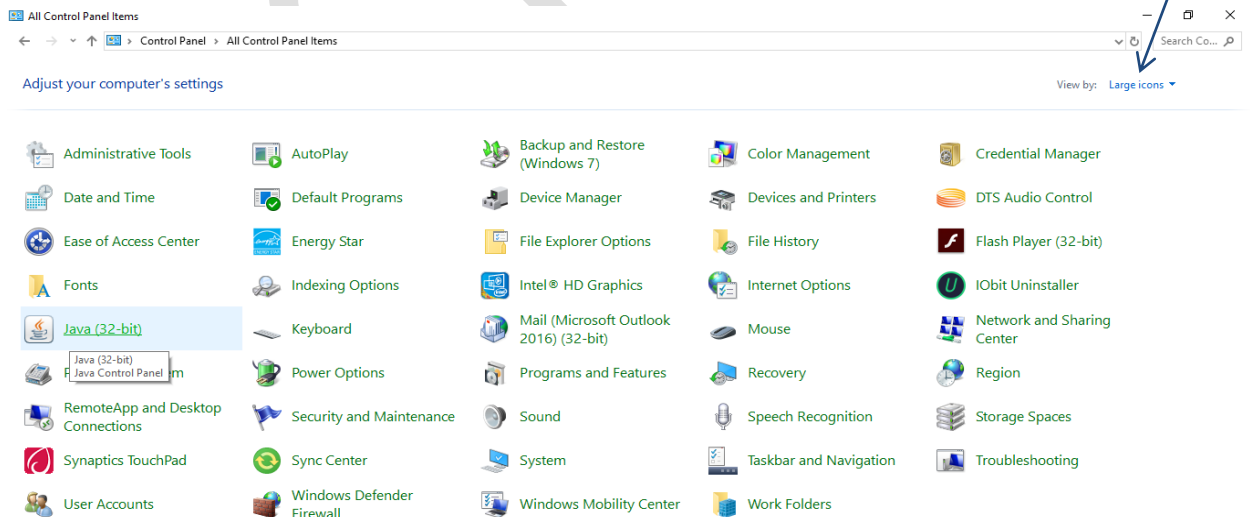 All Control Panel Items
Control Panel > All Control Panel Items
Search Co...
Adjust your computer's settings
View by: Large icons
Administrative Tools
AutoPlay
Backup and Restore
(Windows 7)
Color Management
Credential Manager
Date and Time
Default Programs
Device Manager
Devices and Printers
DTS Audio Control
Ease of Access Center
Energy Star
File Explorer Options
File History
Flash Player (32-bit)
Fonts
Indexing Options
Intel® HD Graphics
Internet Options
IObit Uninstaller
Java (32-bit)
Keyboard
Mail (Microsoft Outlook
2016) (32-bit)
Mouse
Network and Sharing
Center
Java (32-bit)
Java Control Panel
Power Options
Programs and Features
Recovery
Region
RemoteApp and Desktop
Connections
Security and Maintenance
Sound
Speech Recognition
Storage Spaces
Synaptics TouchPad
Sync Center
System
Taskbar and Navigation
Troubleshooting
User Accounts
Windows Defender
Firewall
Windows Mobility Center
Work Folders